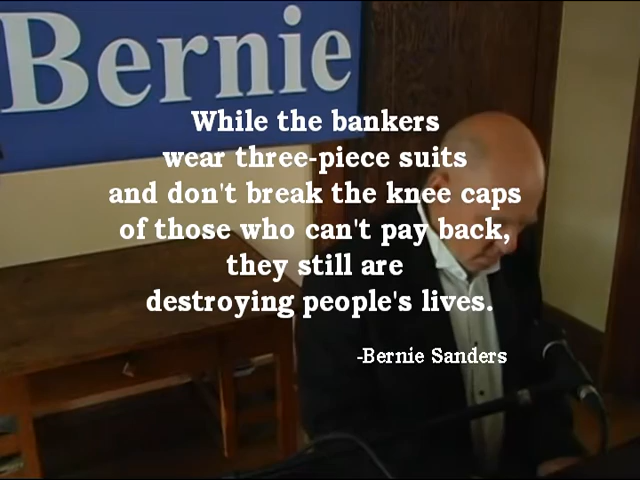 Bernie
While the bankers
wear three-piece suits
and don't break the knee caps
of those who can't pay back,
they still are
destroying people's lives.
-Bernie Sanders